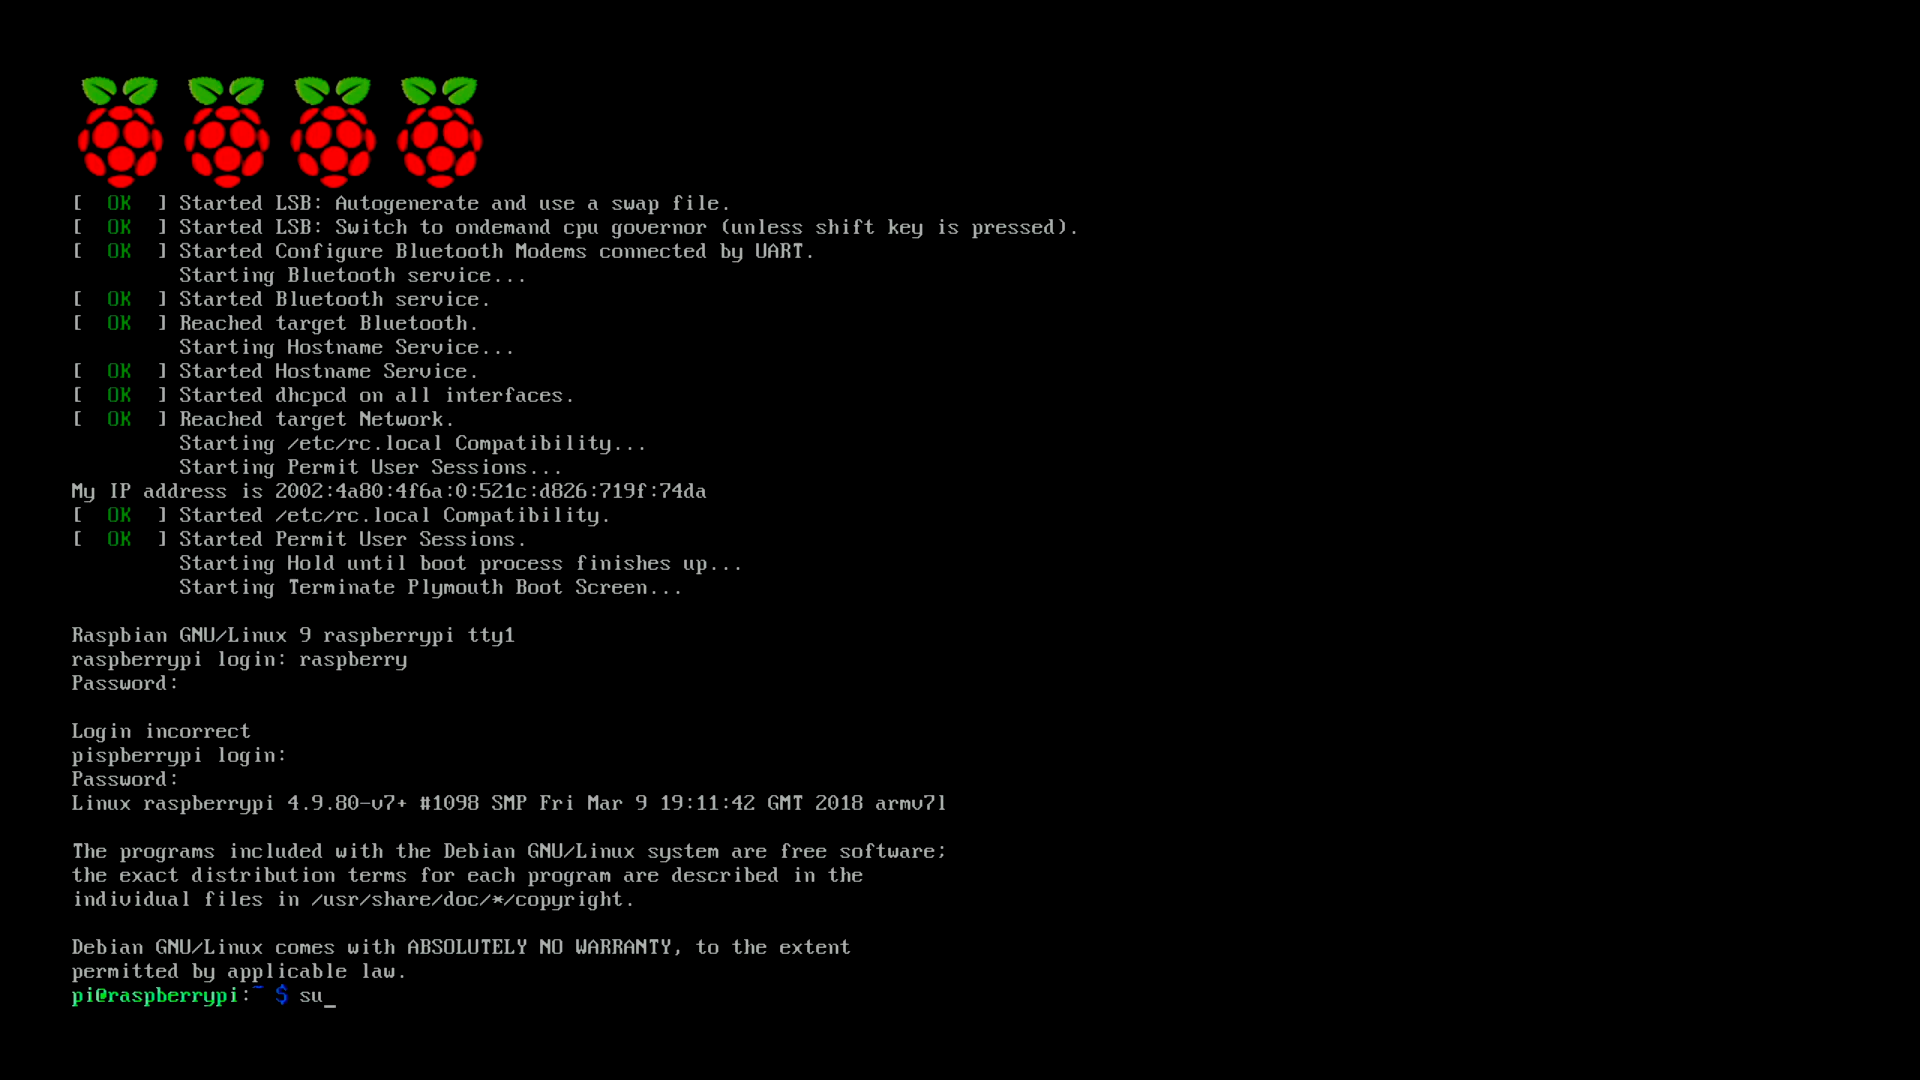 [  OK  ] Started LSB: Autogenerate and use a swap file.
[  OK  ] Started LSB: Switch to ondemand cpu governor (unless shift key is pressed).
[  OK  ] Started Configure Bluetooth Modems connected by UART.
         Starting Bluetooth service...
[  OK  ] Started Bluetooth service.
[  OK  ] Reached target Bluetooth.
         Starting Hostname Service...
[  OK  ] Started Hostname Service.
[  OK  ] Started dhcpcd on all interfaces.
[  OK  ] Reached target Network.
         Starting /etc/rc.local Compatibility...
         Starting Permit User Sessions...
My IP address is 2002:4a80:4f6a:0:521c:d826:719f:74da
[  OK  ] Started /etc/rc.local Compatibility.
[  OK  ] Started Permit User Sessions.
         Starting Hold until boot process finishes up...
         Starting Terminate Plymouth Boot Screen...
Raspbian GNU/Linux 9 raspberrypi tty1
raspberrypi login: raspberry
Password:
Login incorrect
pispberrypi login:
Password:
Linux raspberrypi 4.9.80-v7+ #1098 SMP Fri Mar 9 19:11:42 GMT 2018 armv7l
The programs included with the Debian GNU/Linux system are free software;
the exact distribution terms for each program are described in the
individual files in /usr/share/doc/*/copyright.
Debian GNU/Linux comes with ABSOLUTELY NO WARRANTY, to the extent
permitted by applicable law.
pi@raspberrypi:~ $ su_